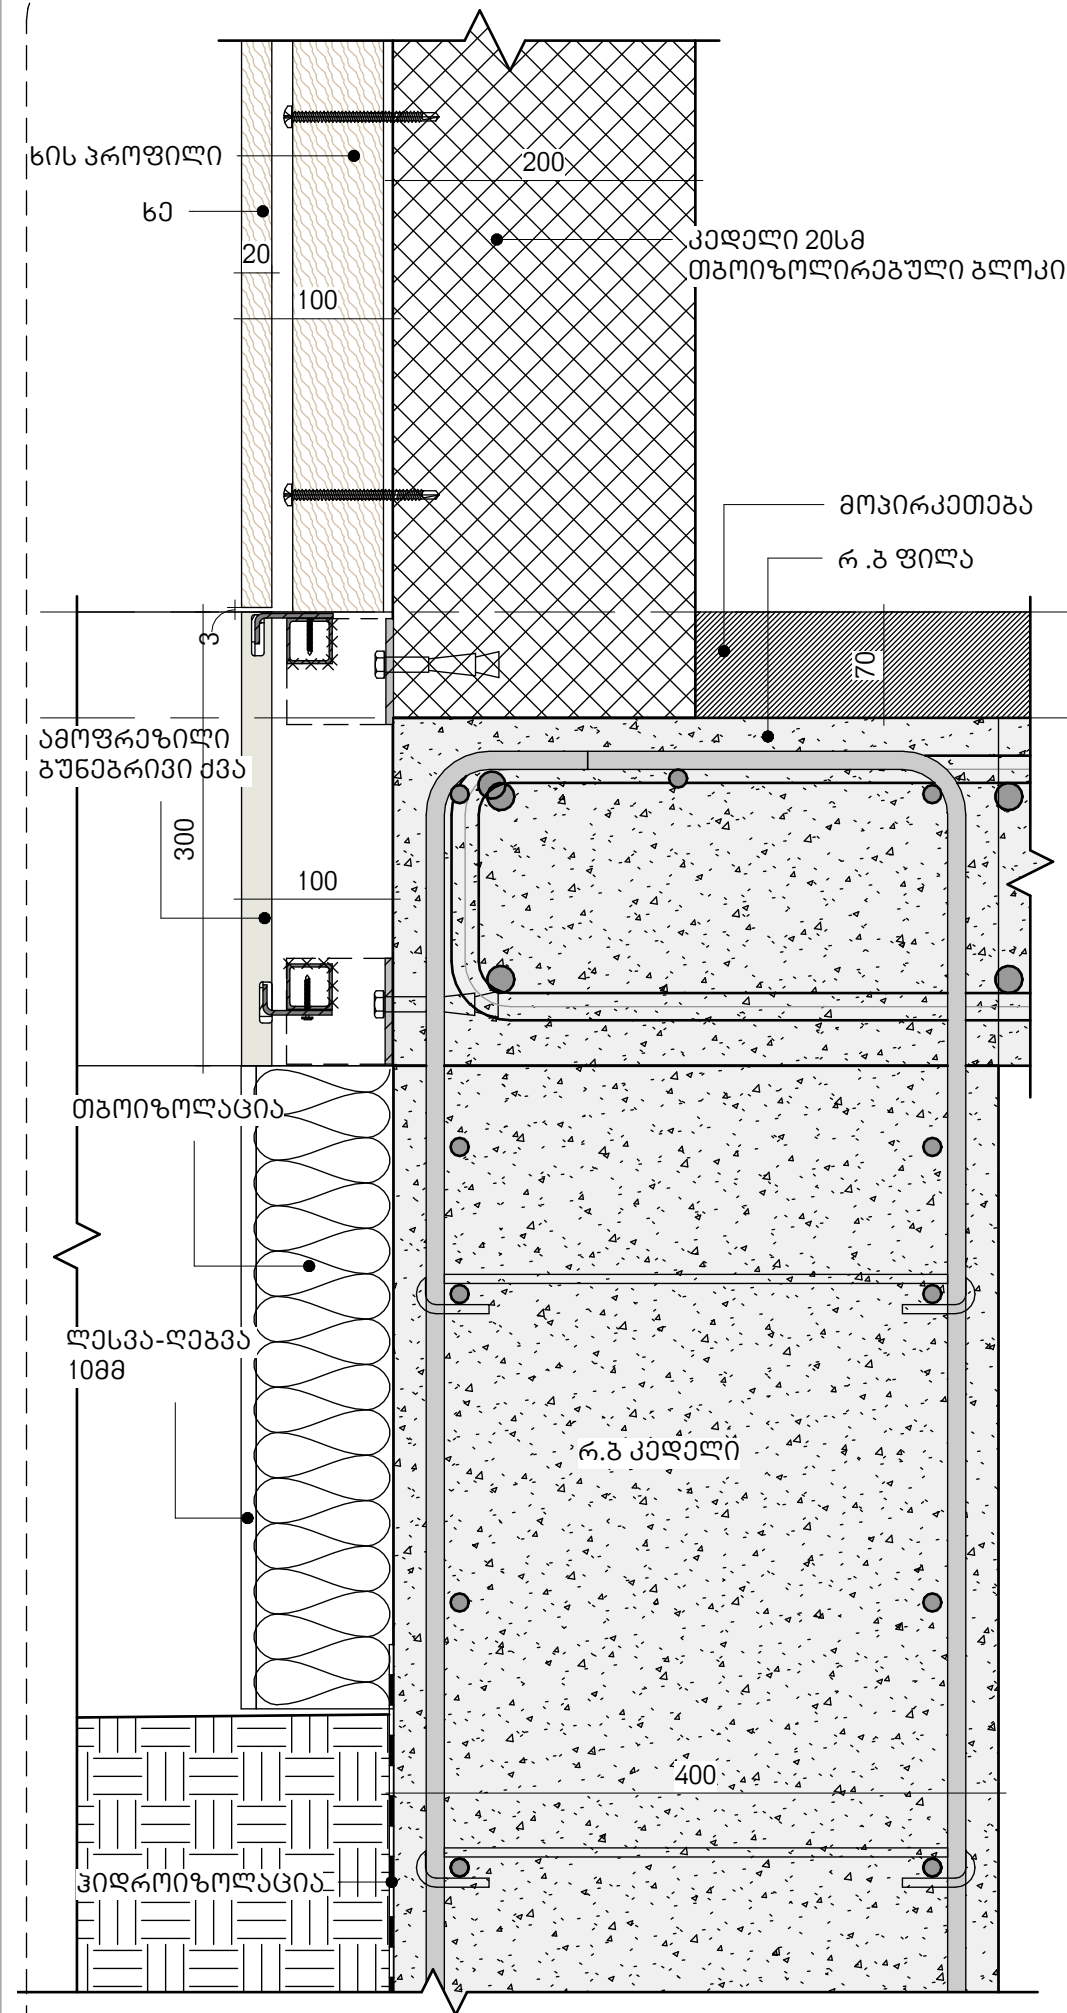 ხის პროფილი
200
ხე
კედელი 20სმ
თბოიზოლირებული ბლოკი
20
100
მოპირკეთება
რ .ბ ფილა
3
70
ამოფრეზილი
ბუნებრივი ქვა
300
100
თბოიზოლაცია
ლესვა-ღებვა
10მმ
რ.ბ კედელი
400
ჰიდროიზოლაცია